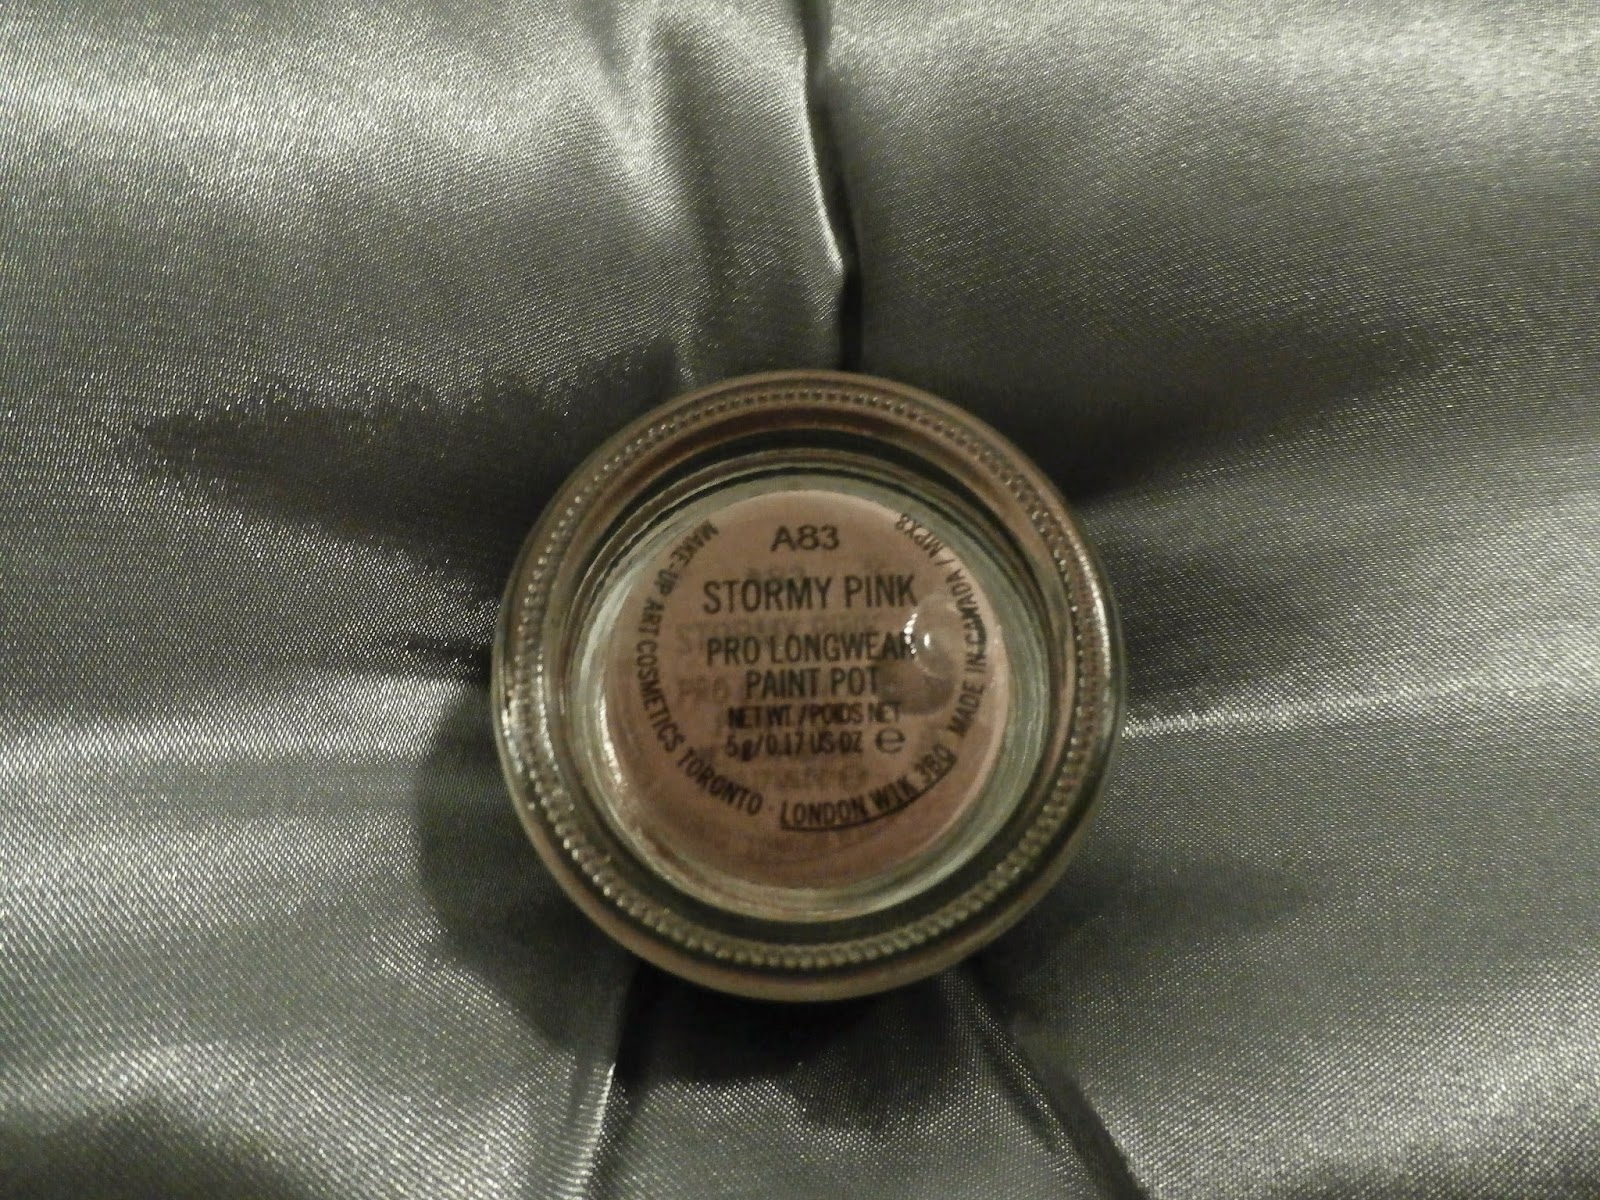 A83
STORMY PINK
PRO LONGWEAR
PAINT POT
NET WT./POIDS NET
5g/0.17 US OZ e
MAKE-UP ART COSMETICS TORONTO · LONDON W1K 3BQ MADE IN CANADA / MPX8